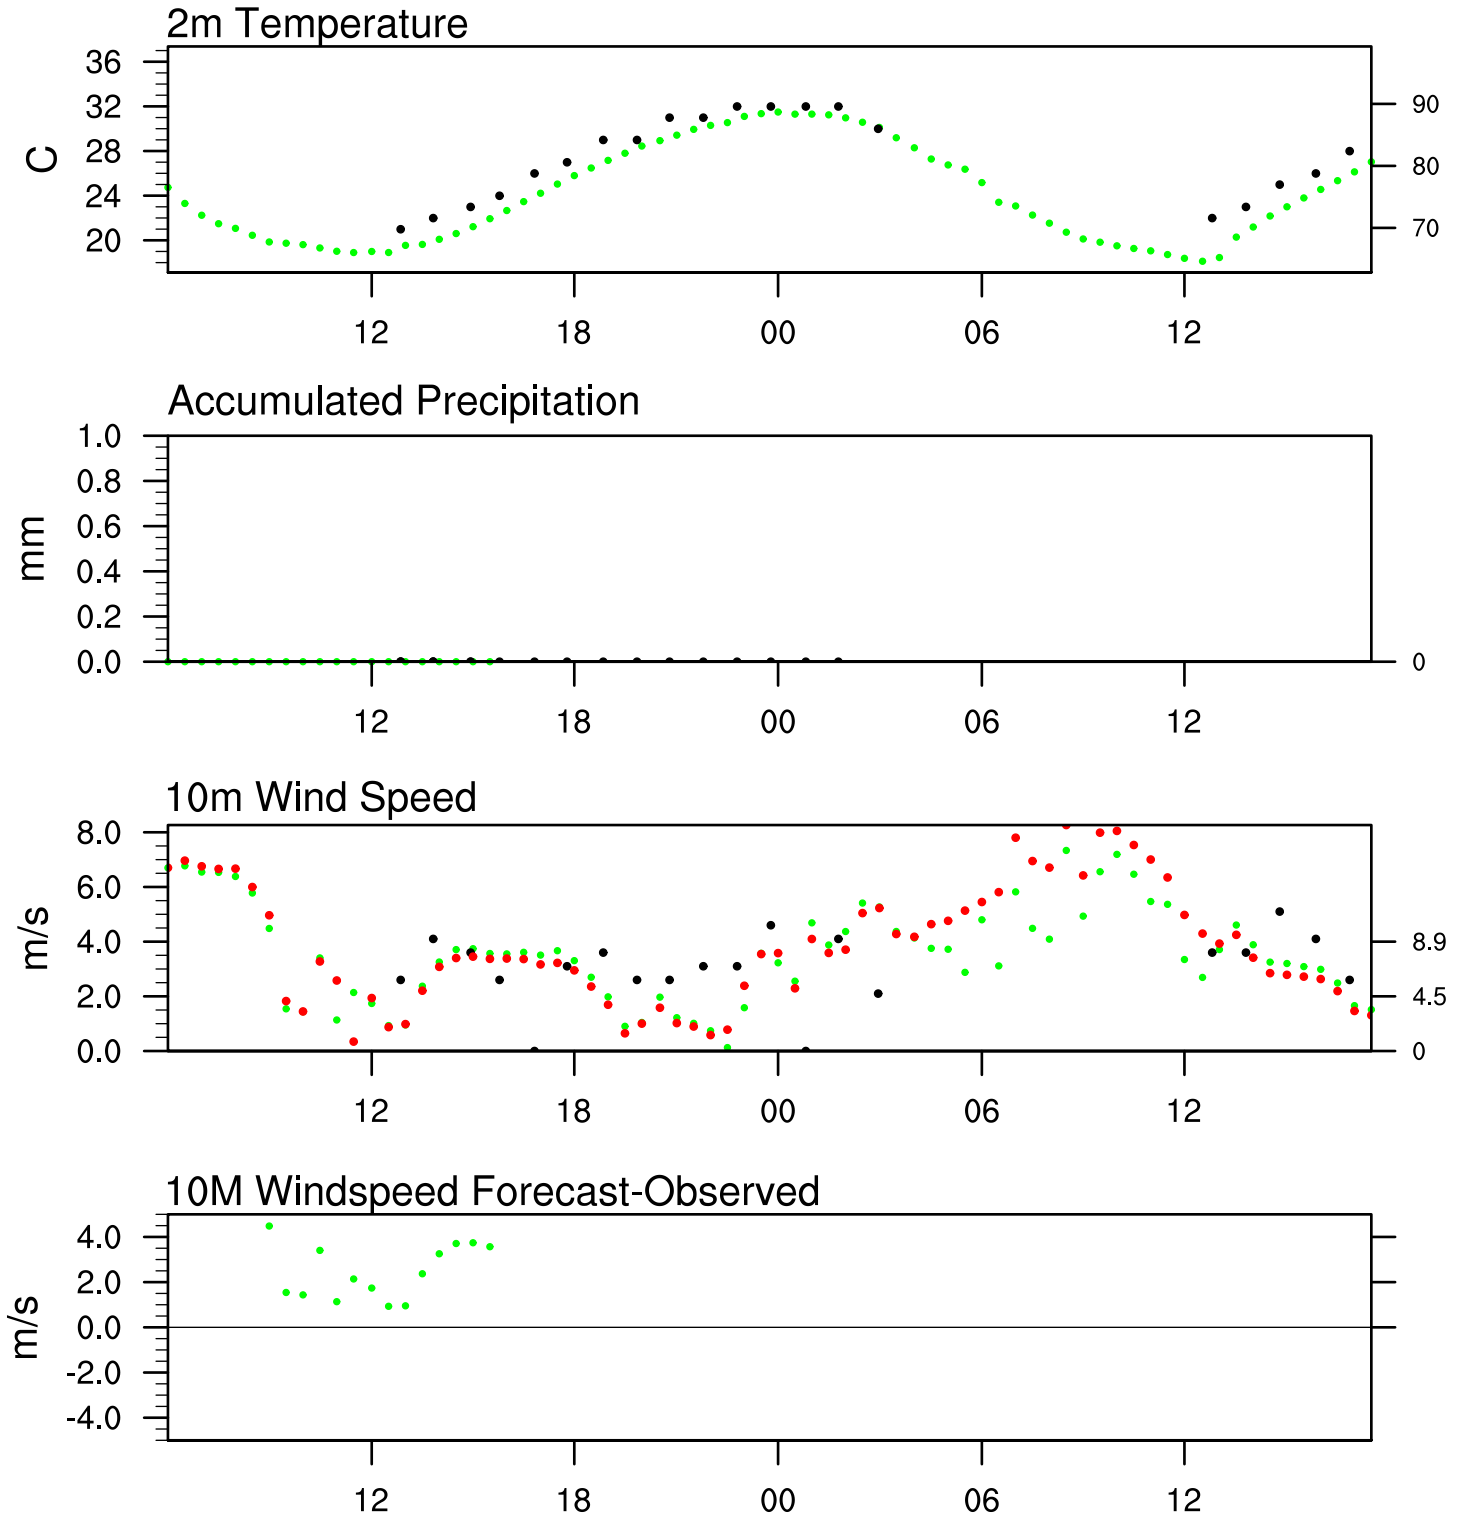 2m Temperature
36
32
28
24
20
C
90
80
70
12 18 00 06 12
Accumulated Precipitation
1.0
0.8
0.6
0.4
0.2
0.0
mm
0
12 18 00 06 12
10m Wind Speed
8.0
6.0
4.0
2.0
0.0
m/s
8.9
4.5
0
12 18 00 06 12
10M Windspeed Forecast-Observed
4.0
2.0
0.0
-2.0
-4.0
m/s
12 18 00 06 12